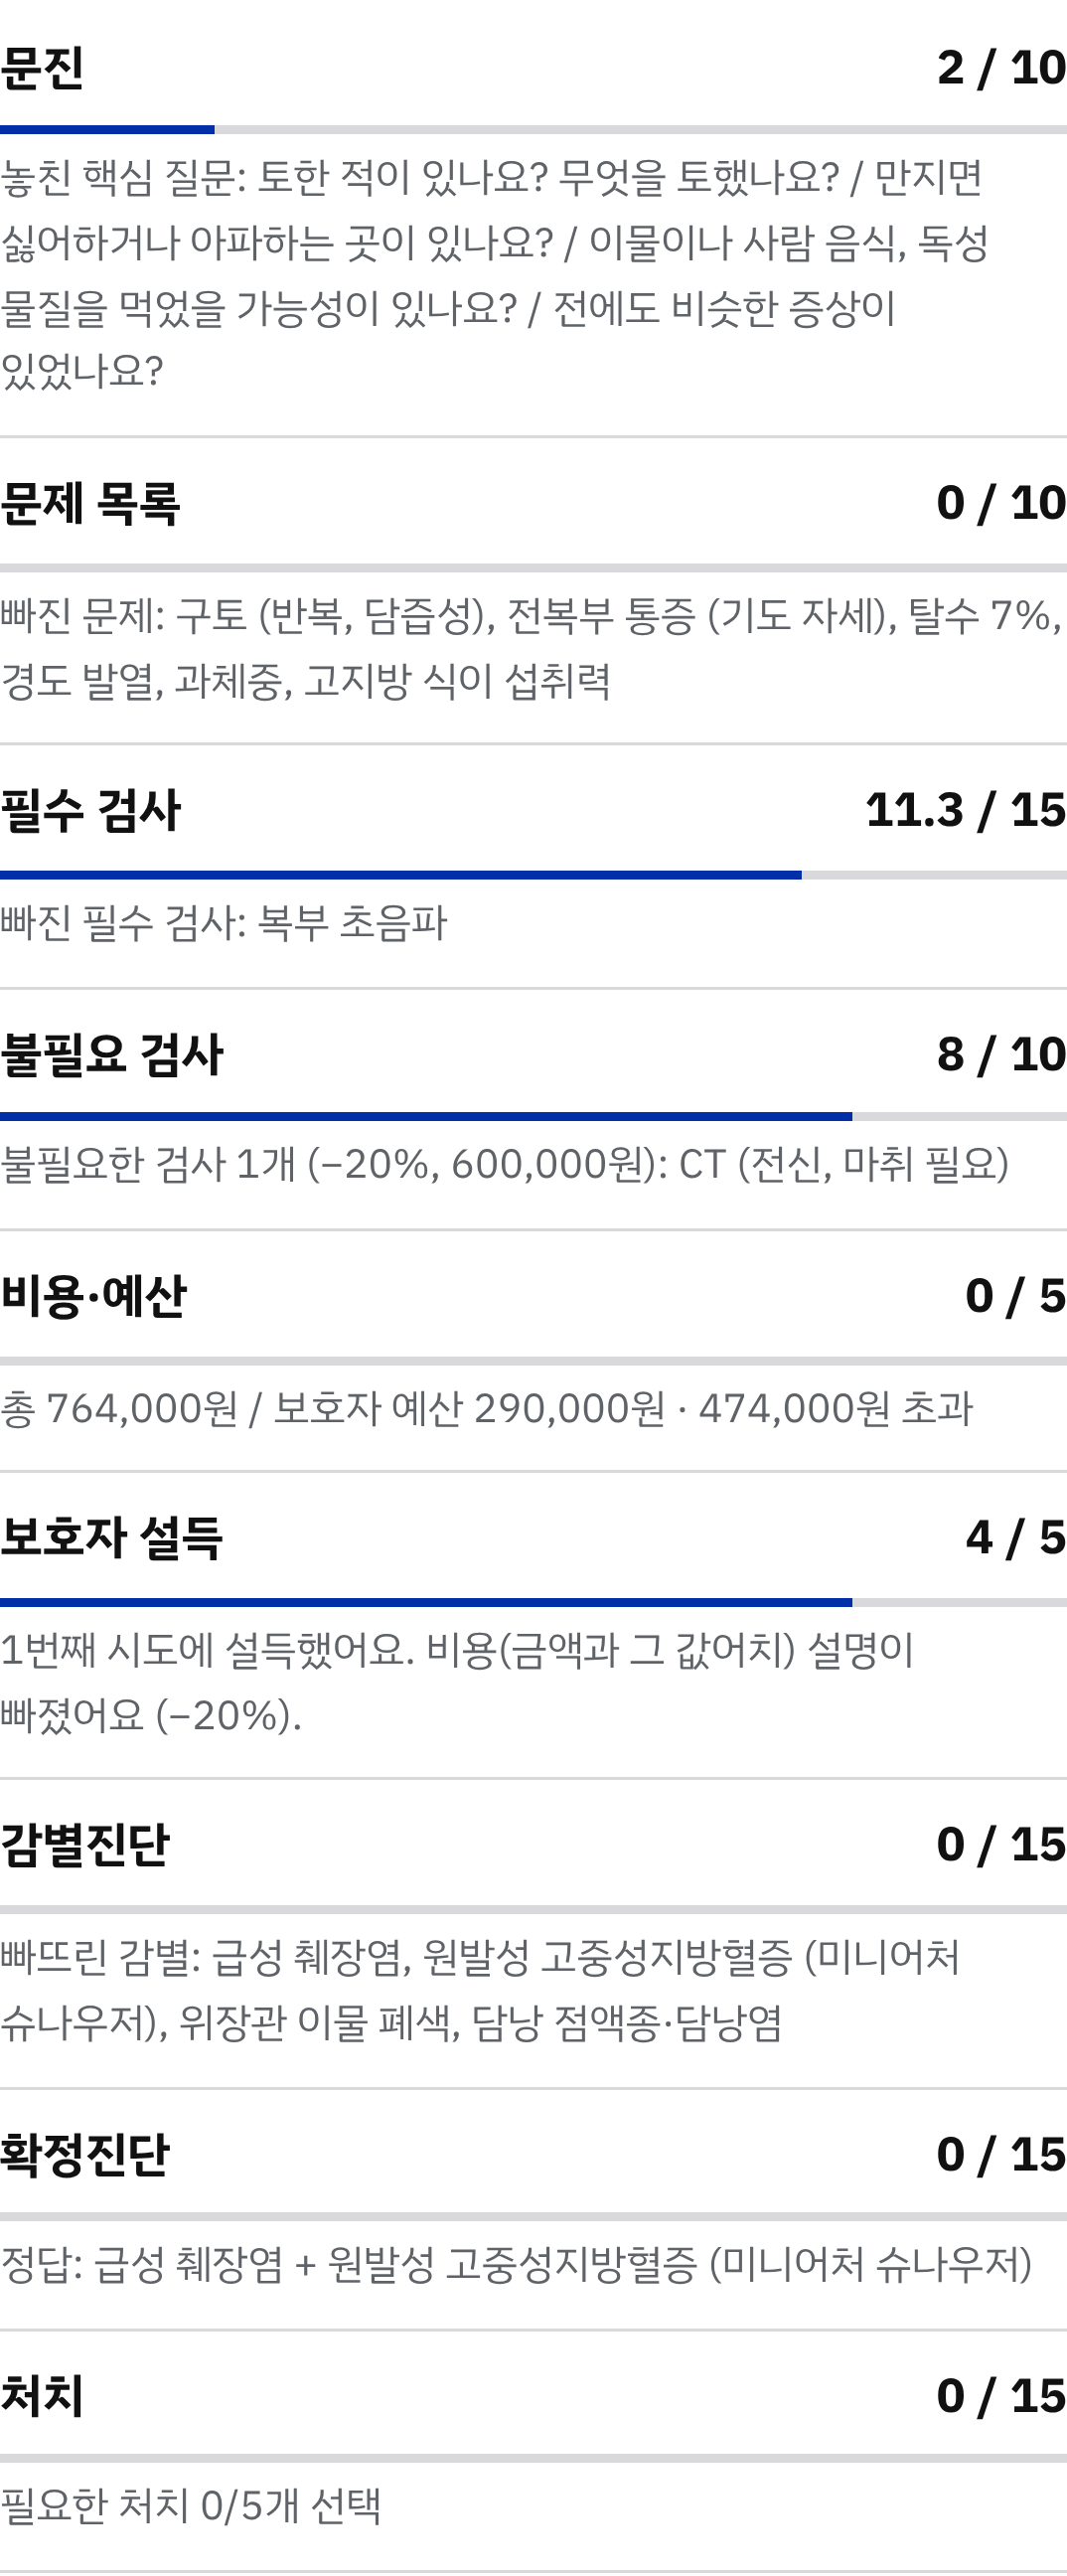 문진 2 / 10
놓친 핵심 질문: 토한 적이 있나요? 무엇을 토했나요? / 만지면
싫어하거나 아파하는 곳이 있나요? / 이물이나 사람 음식, 독성
물질을 먹었을 가능성이 있나요? / 전에도 비슷한 증상이
있었나요?
문제 목록 0 / 10
빠진 문제: 구토 (반복, 담즙성), 전복부 통증 (기도 자세), 탈수 7%,
경도 발열, 과체중, 고지방 식이 섭취력
필수 검사 11.3 / 15
빠진 필수 검사: 복부 초음파
불필요 검사 8 / 10
불필요한 검사 1개 (−20%, 600,000원): CT (전신, 마취 필요)
비용·예산 0 / 5
총 764,000원 / 보호자 예산 290,000원 · 474,000원 초과
보호자 설득 4 / 5
1번째 시도에 설득했어요. 비용(금액과 그 값어치) 설명이
빠졌어요 (−20%).
감별진단 0 / 15
빠뜨린 감별: 급성 췌장염, 원발성 고중성지방혈증 (미니어처
슈나우저), 위장관 이물 폐색, 담낭 점액종·담낭염
확정진단 0 / 15
정답: 급성 췌장염 + 원발성 고중성지방혈증 (미니어처 슈나우저)
처치 0 / 15
필요한 처치 0/5개 선택